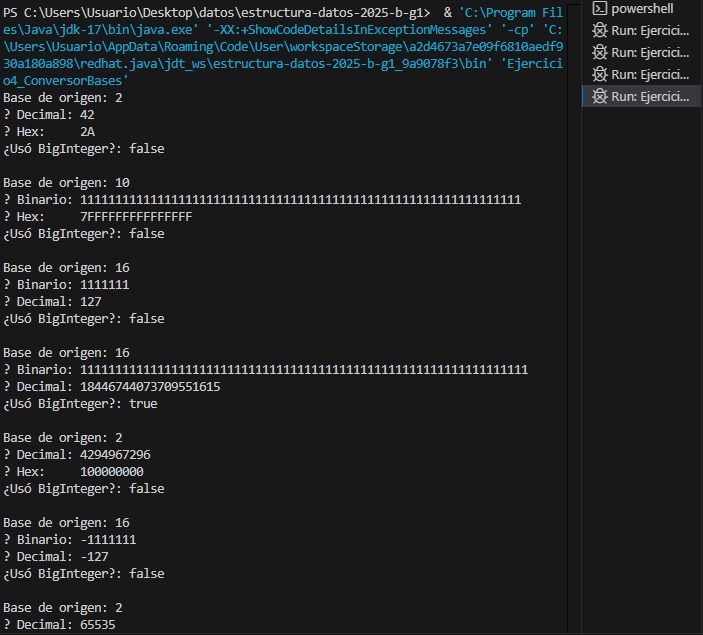 PS C:\Users\Usuario\Desktop\datos\estructura-datos-2025-b-g1>  & 'C:\Program Fil
es\Java\jdk-17\bin\java.exe' '-XX:+ShowCodeDetailsInExceptionMessages' '-cp' 'C:
\Users\Usuario\AppData\Roaming\Code\User\workspaceStorage\a2d4673a7e09f6810aedf9
30a180a898\redhat.java\jdt_ws\estructura-datos-2025-b-g1_9a9078f3\bin' 'Ejercici
o4_ConversorBases'
Base de origen: 2
? Decimal: 42
? Hex:     2A
¿Usó BigInteger?: false
Base de origen: 10
? Binario: 111111111111111111111111111111111111111111111111111111111111111
? Hex:     7FFFFFFFFFFFFFFF
¿Usó BigInteger?: false
Base de origen: 16
? Binario: 1111111
? Decimal: 127
¿Usó BigInteger?: false
Base de origen: 16
? Binario: 1111111111111111111111111111111111111111111111111111111111111111
? Decimal: 18446744073709551615
¿Usó BigInteger?: true
Base de origen: 2
? Decimal: 4294967296
? Hex:     100000000
¿Usó BigInteger?: false
Base de origen: 16
? Binario: -1111111
? Decimal: -127
¿Usó BigInteger?: false
Base de origen: 2
? Decimal: 65535
powershell
Run: Ejercici...
Run: Ejercici...
Run: Ejercici...
Run: Ejercici...